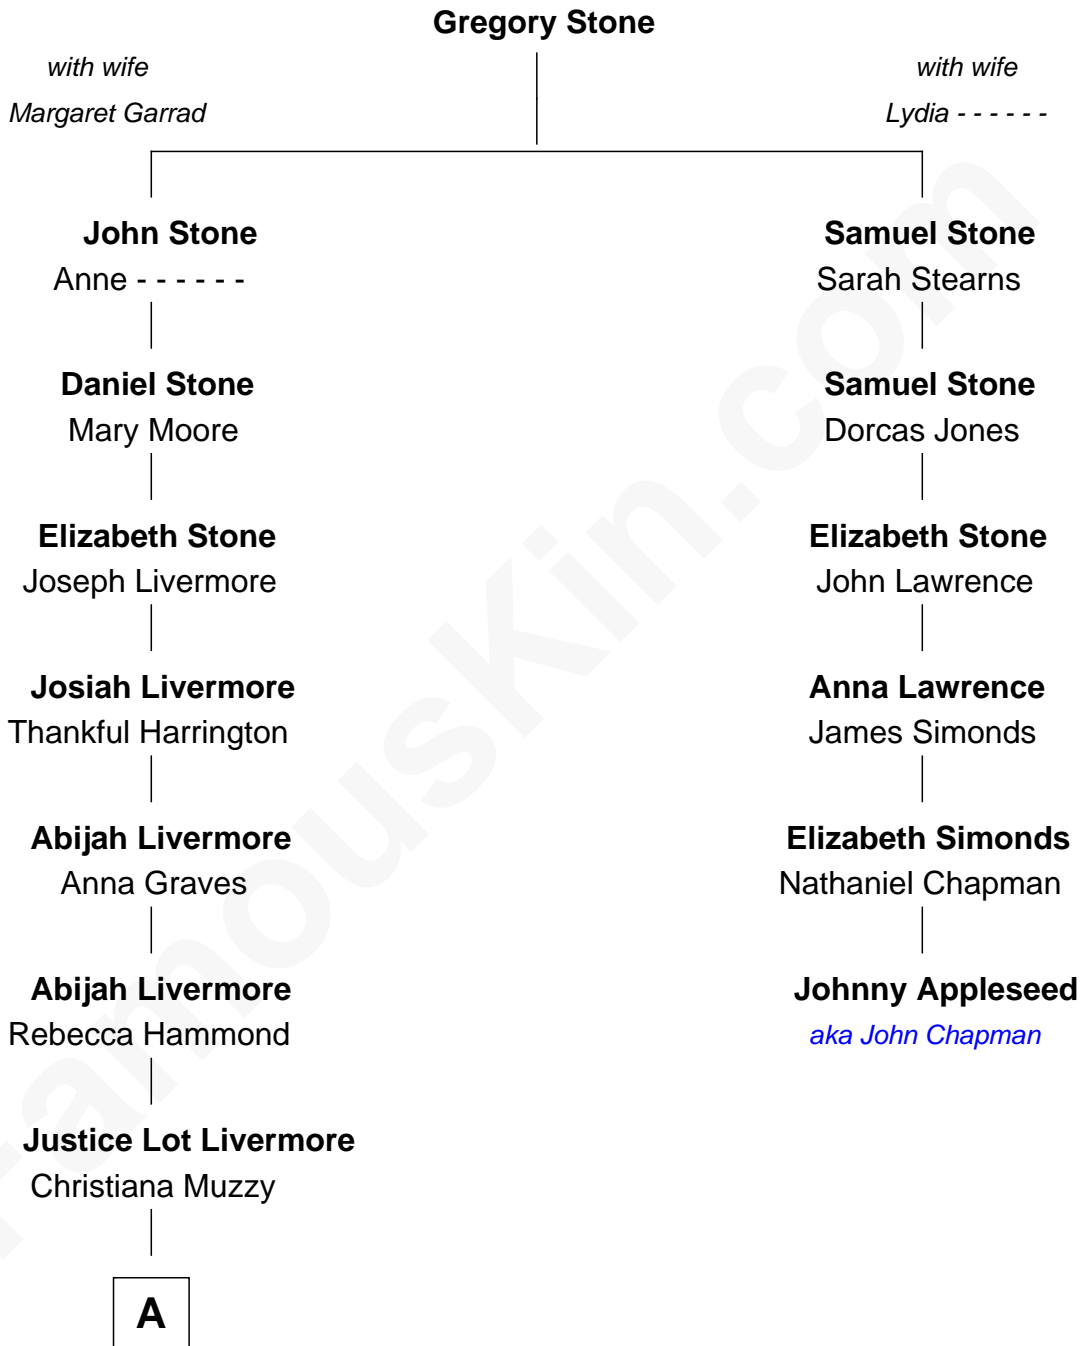 Gregory Stone
with wife
Margaret Garrad
with wife
Lydia - - - - - -
John Stone
Anne - - - - - -
Samuel Stone
Sarah Stearns
Daniel Stone
Mary Moore
Samuel Stone
Dorcas Jones
Elizabeth Stone
Joseph Livermore
Elizabeth Stone
John Lawrence
Josiah Livermore
Thankful Harrington
Anna Lawrence
James Simonds
Abijah Livermore
Anna Graves
Elizabeth Simonds
Nathaniel Chapman
Abijah Livermore
Rebecca Hammond
Johnny Appleseed
aka John Chapman
Justice Lot Livermore
Christiana Muzzy
A
FamousKin.com